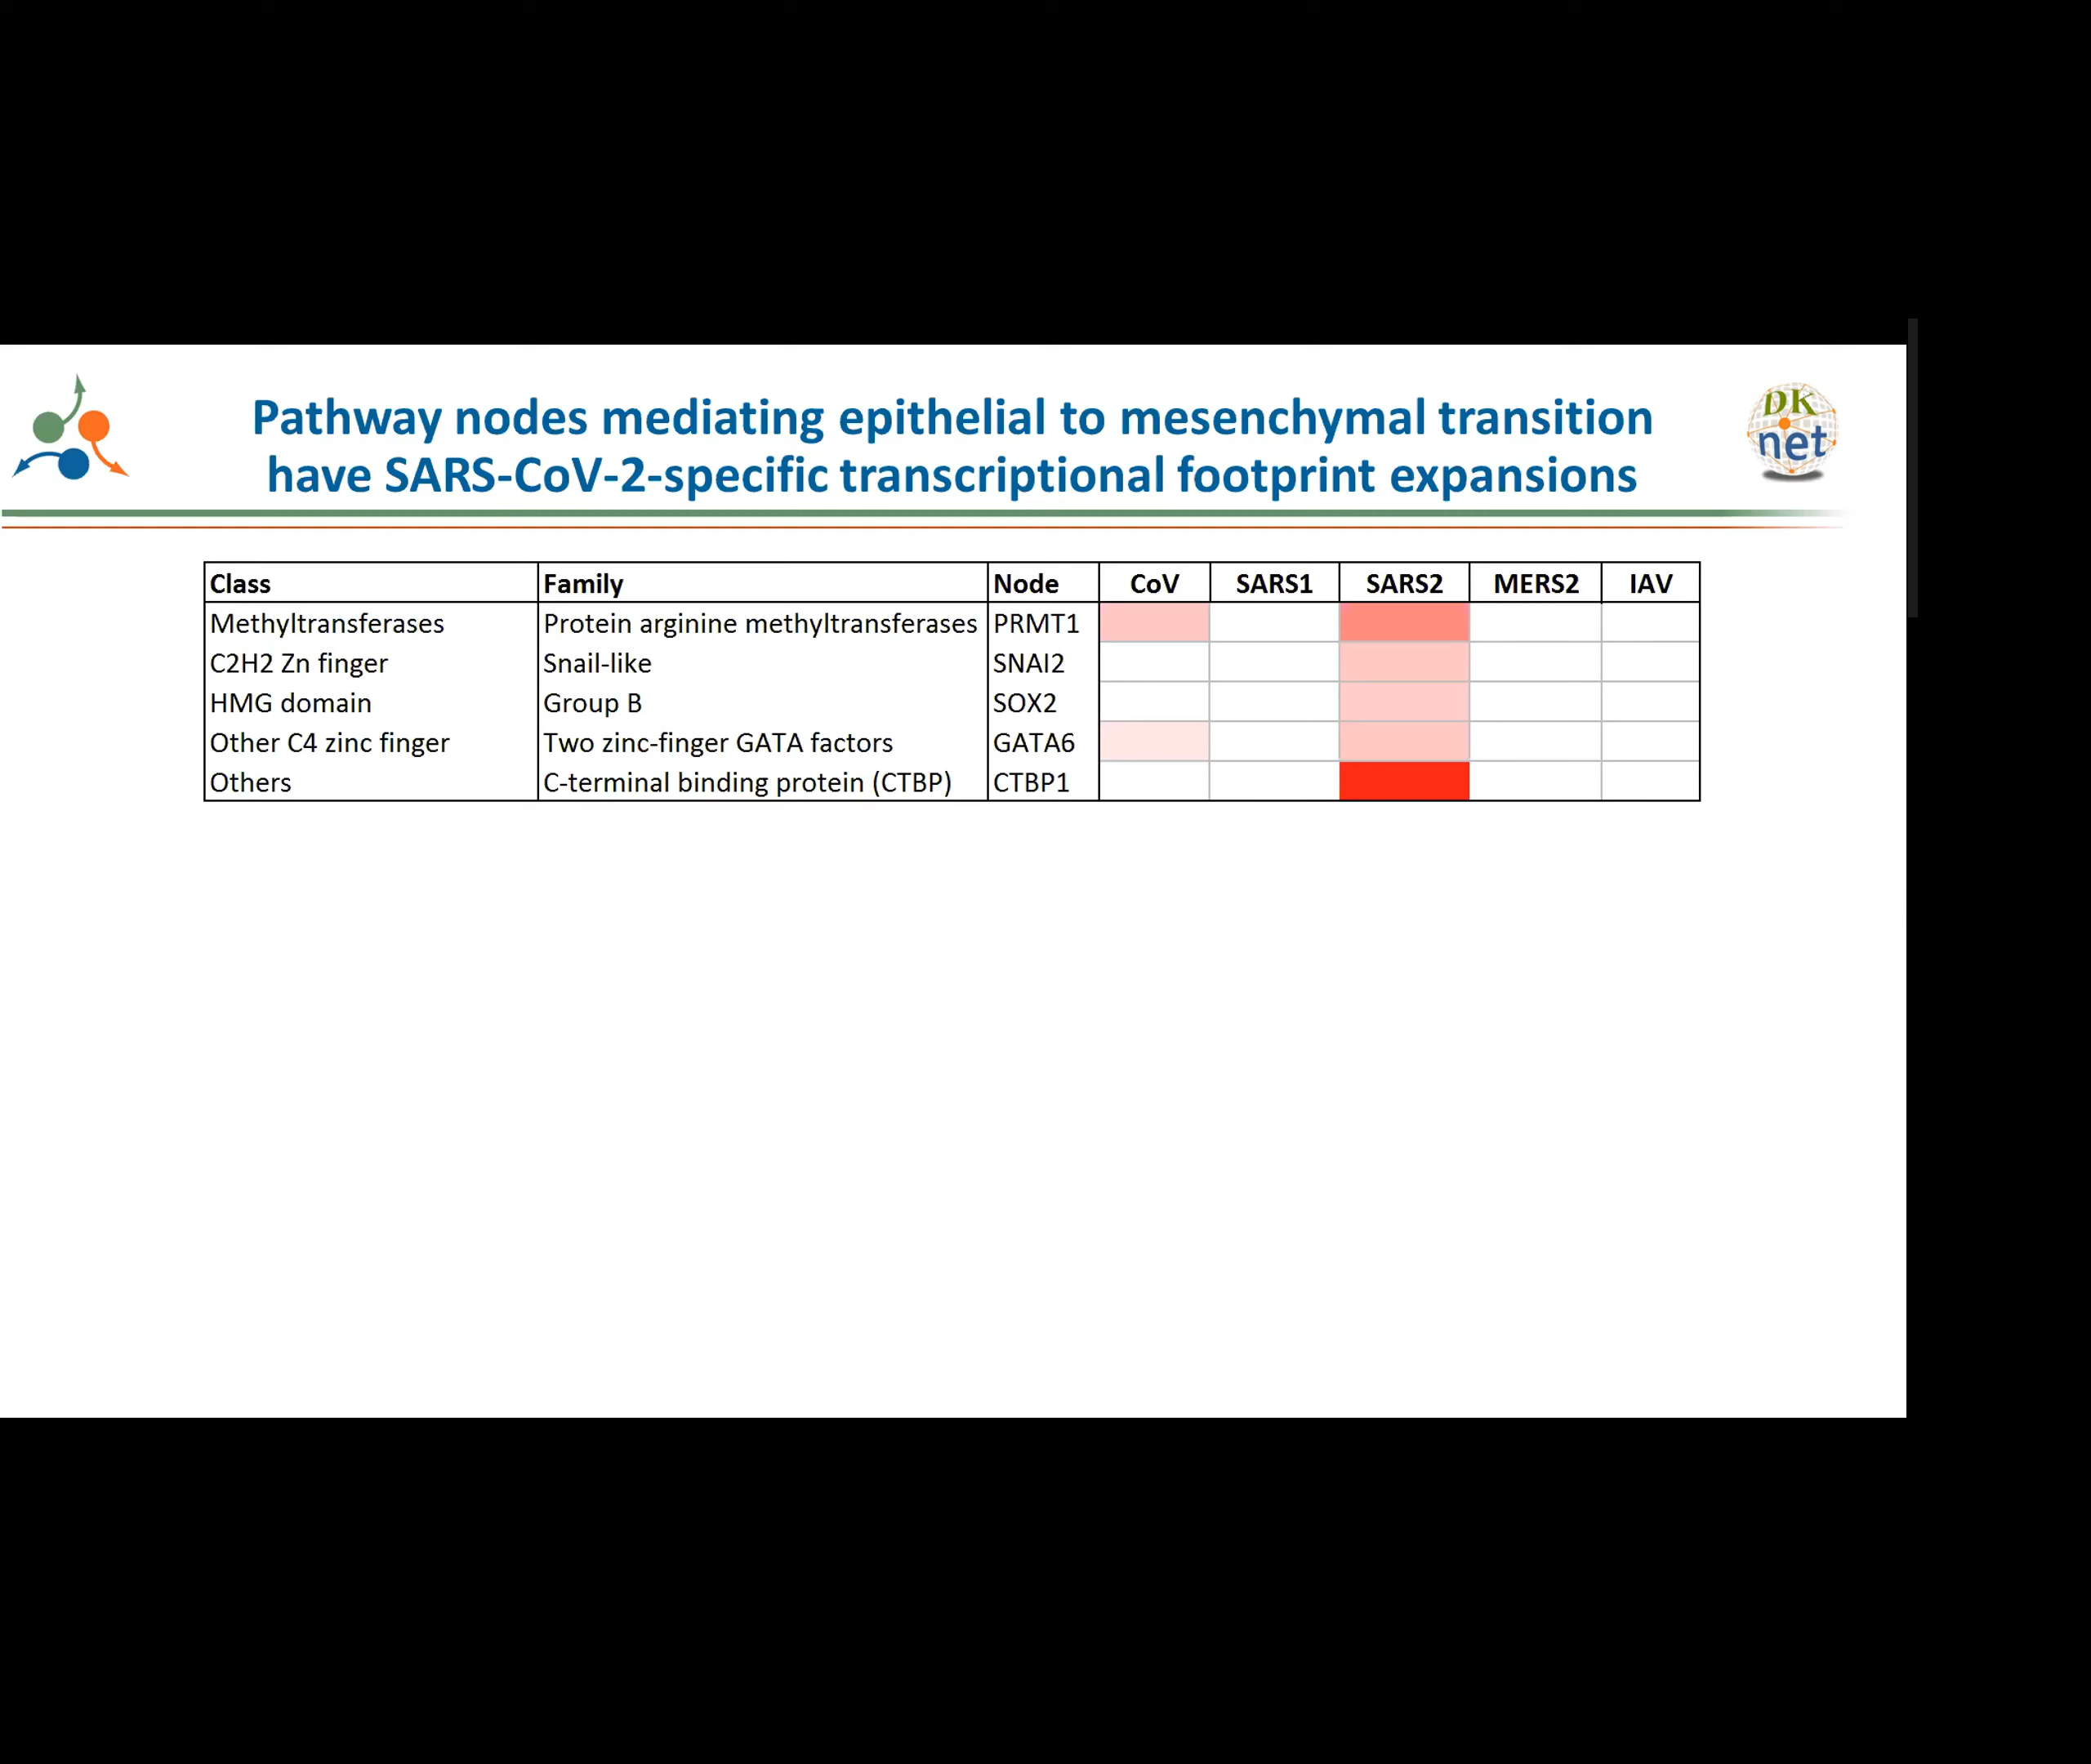 Pathway nodes mediating epithelial to mesenchymal transition
have SARS-CoV-2-specific transcriptional footprint expansions
DK
net
Class Family Node CoV SARS1 SARS2 MERS2 IAV
Methyltransferases Protein arginine methyltransferases PRMT1
C2H2 Zn finger Snail-like SNAI2
HMG domain Group B SOX2
Other C4 zinc finger Two zinc-finger GATA factors GATA6
Others C-terminal binding protein (CTBP) CTBP1